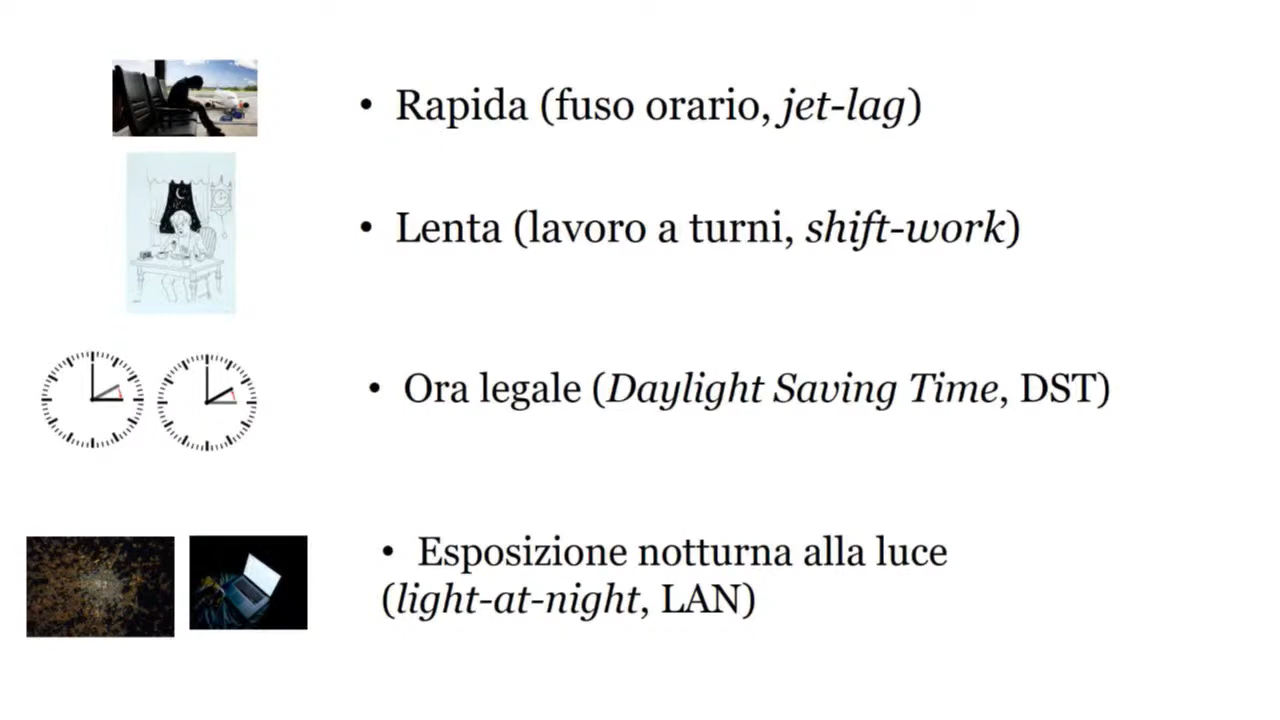 • Rapida (fuso orario, jet-lag)
• Lenta (lavoro a turni, shift-work)
• Ora legale (Daylight Saving Time, DST)
• Esposizione notturna alla luce
(light-at-night, LAN)